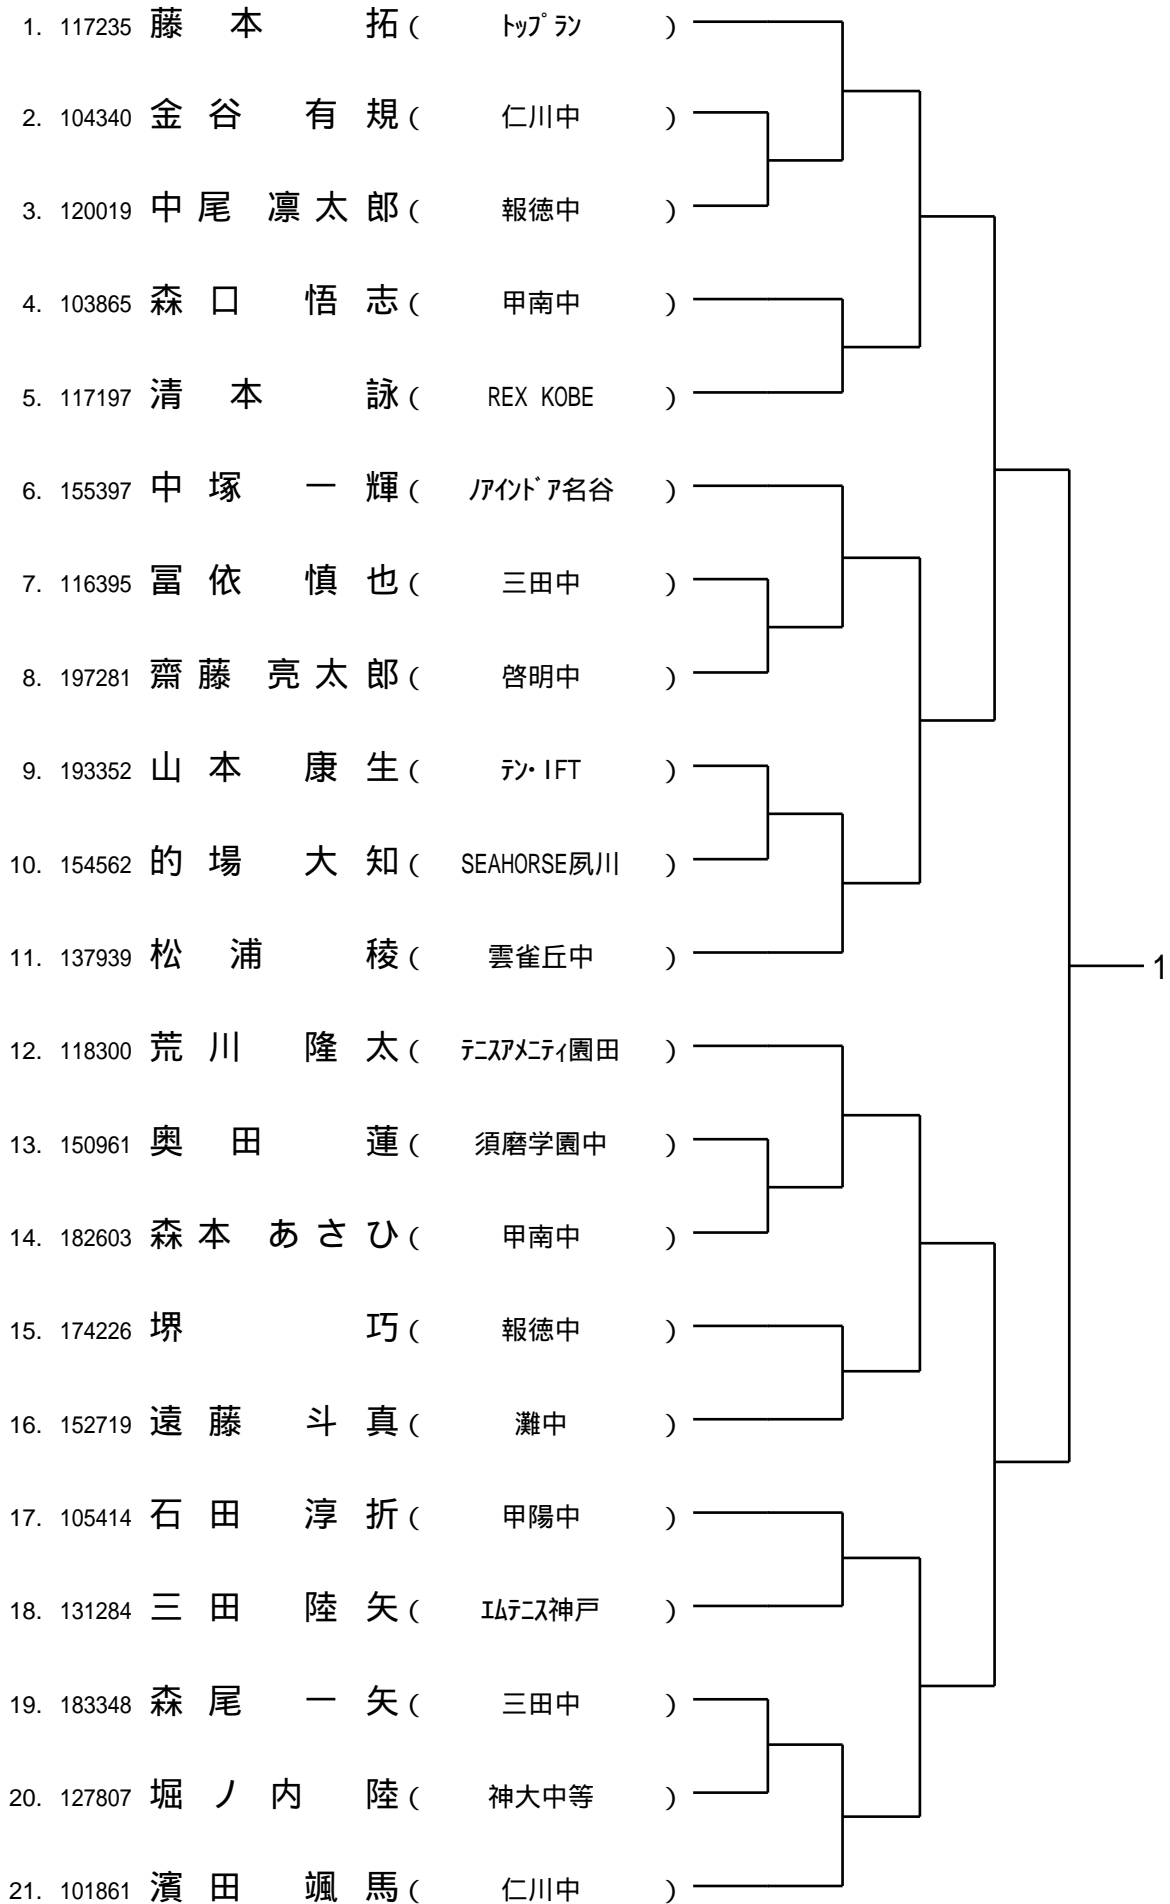 1. 117235 藤本 拓 ( トップラン )
2. 104340 金谷 有規 ( 仁川中 )
3. 120019 中尾 凛太郎 ( 報徳中 )
4. 103865 森口 悟志 ( 甲南中 )
5. 117197 清本 詠 ( REX KOBE )
6. 155397 中塚 一輝 ( ノアインドア名谷 )
7. 116395 冨依 慎也 ( 三田中 )
8. 197281 齋藤 亮太郎 ( 啓明中 )
9. 193352 山本 康生 ( テン・IFT )
10. 154562 的場 大知 ( SEAHORSE夙川 )
11. 137939 松浦 稜 ( 雲雀丘中 )
1
12. 118300 荒川 隆太 ( テニスアメニティ園田 )
13. 150961 奥田 蓮 ( 須磨学園中 )
14. 182603 森本 あさひ ( 甲南中 )
15. 174226 堺 巧 ( 報徳中 )
16. 152719 遠藤 斗真 ( 灘中 )
17. 105414 石田 淳折 ( 甲陽中 )
18. 131284 三田 陸矢 ( エムテニス神戸 )
19. 183348 森尾 一矢 ( 三田中 )
20. 127807 堀ノ内 陸 ( 神大中等 )
21. 101861 濱田 颯馬 ( 仁川中 )